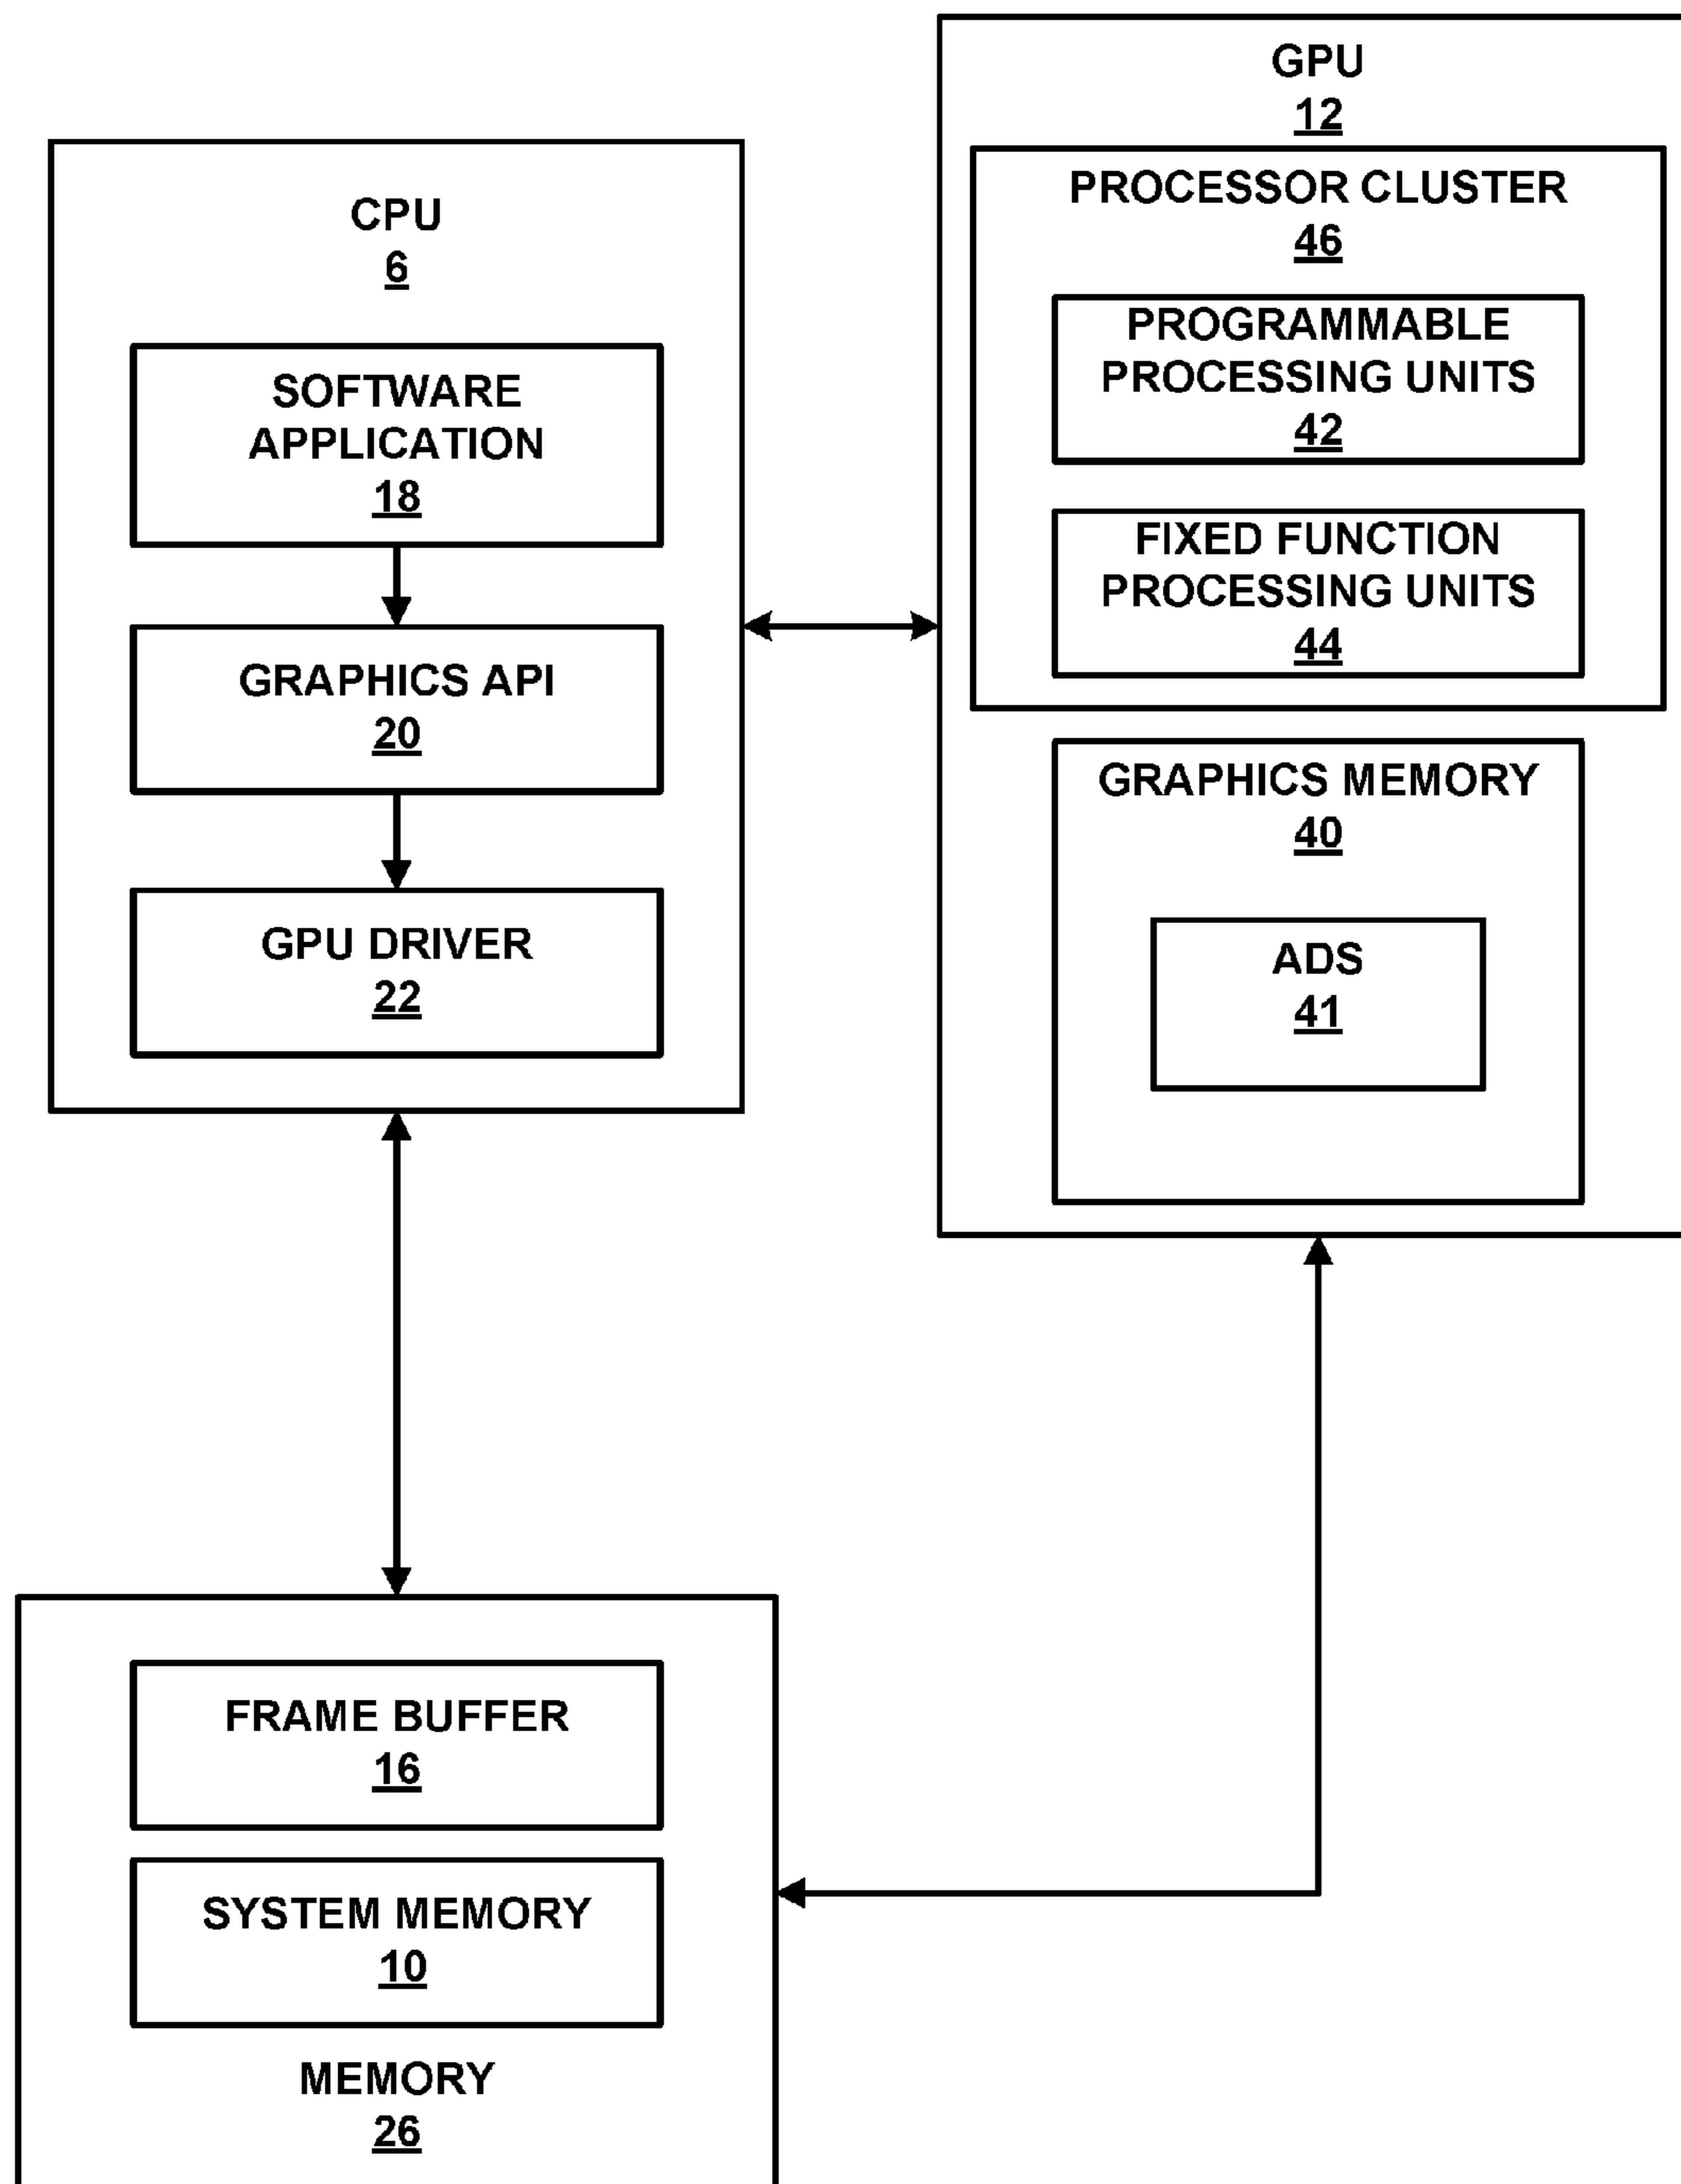 CPU
6
SOFTWARE
APPLICATION
18
GRAPHICS API
20
GPU DRIVER
22
GPU
12
PROCESSOR CLUSTER
46
PROGRAMMABLE
PROCESSING UNITS
42
FIXED FUNCTION
PROCESSING UNITS
44
GRAPHICS MEMORY
40
ADS
41
FRAME BUFFER
16
SYSTEM MEMORY
10
MEMORY
26